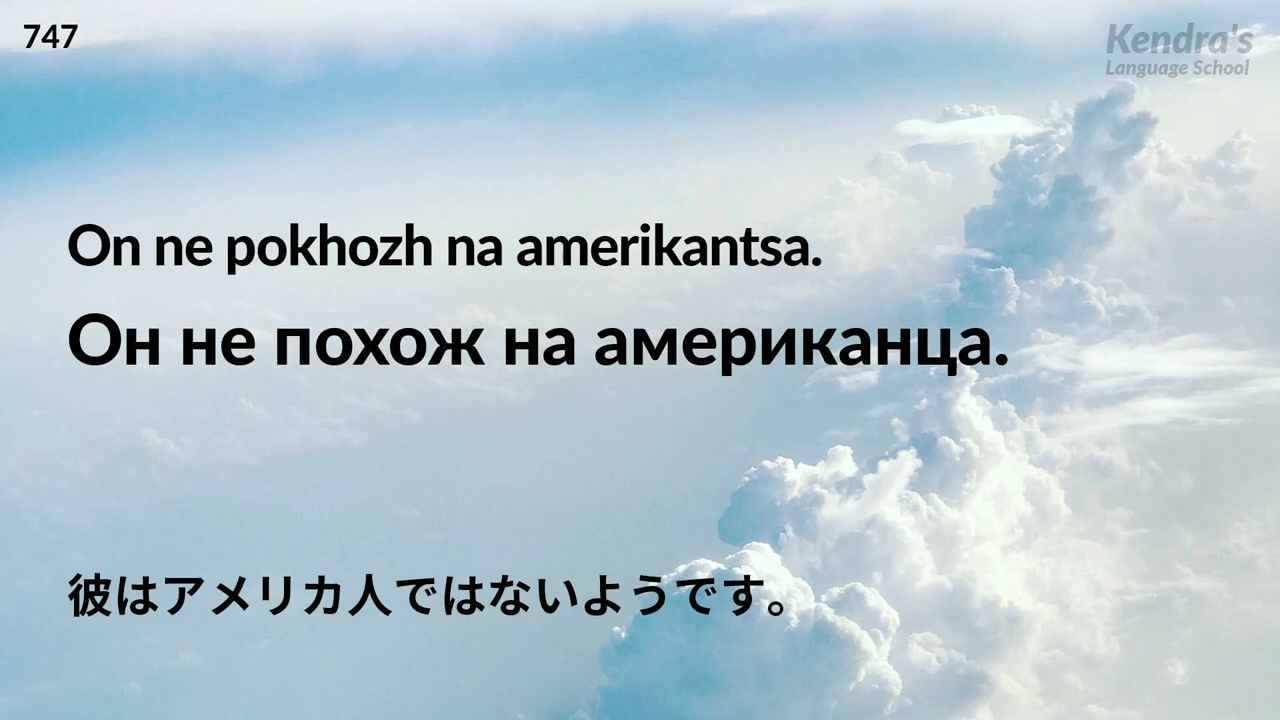 747
Kendra's
Language School
On ne pokhozh na amerikantsa.
Он не похож на американца.
彼はアメリカ人ではないようです。